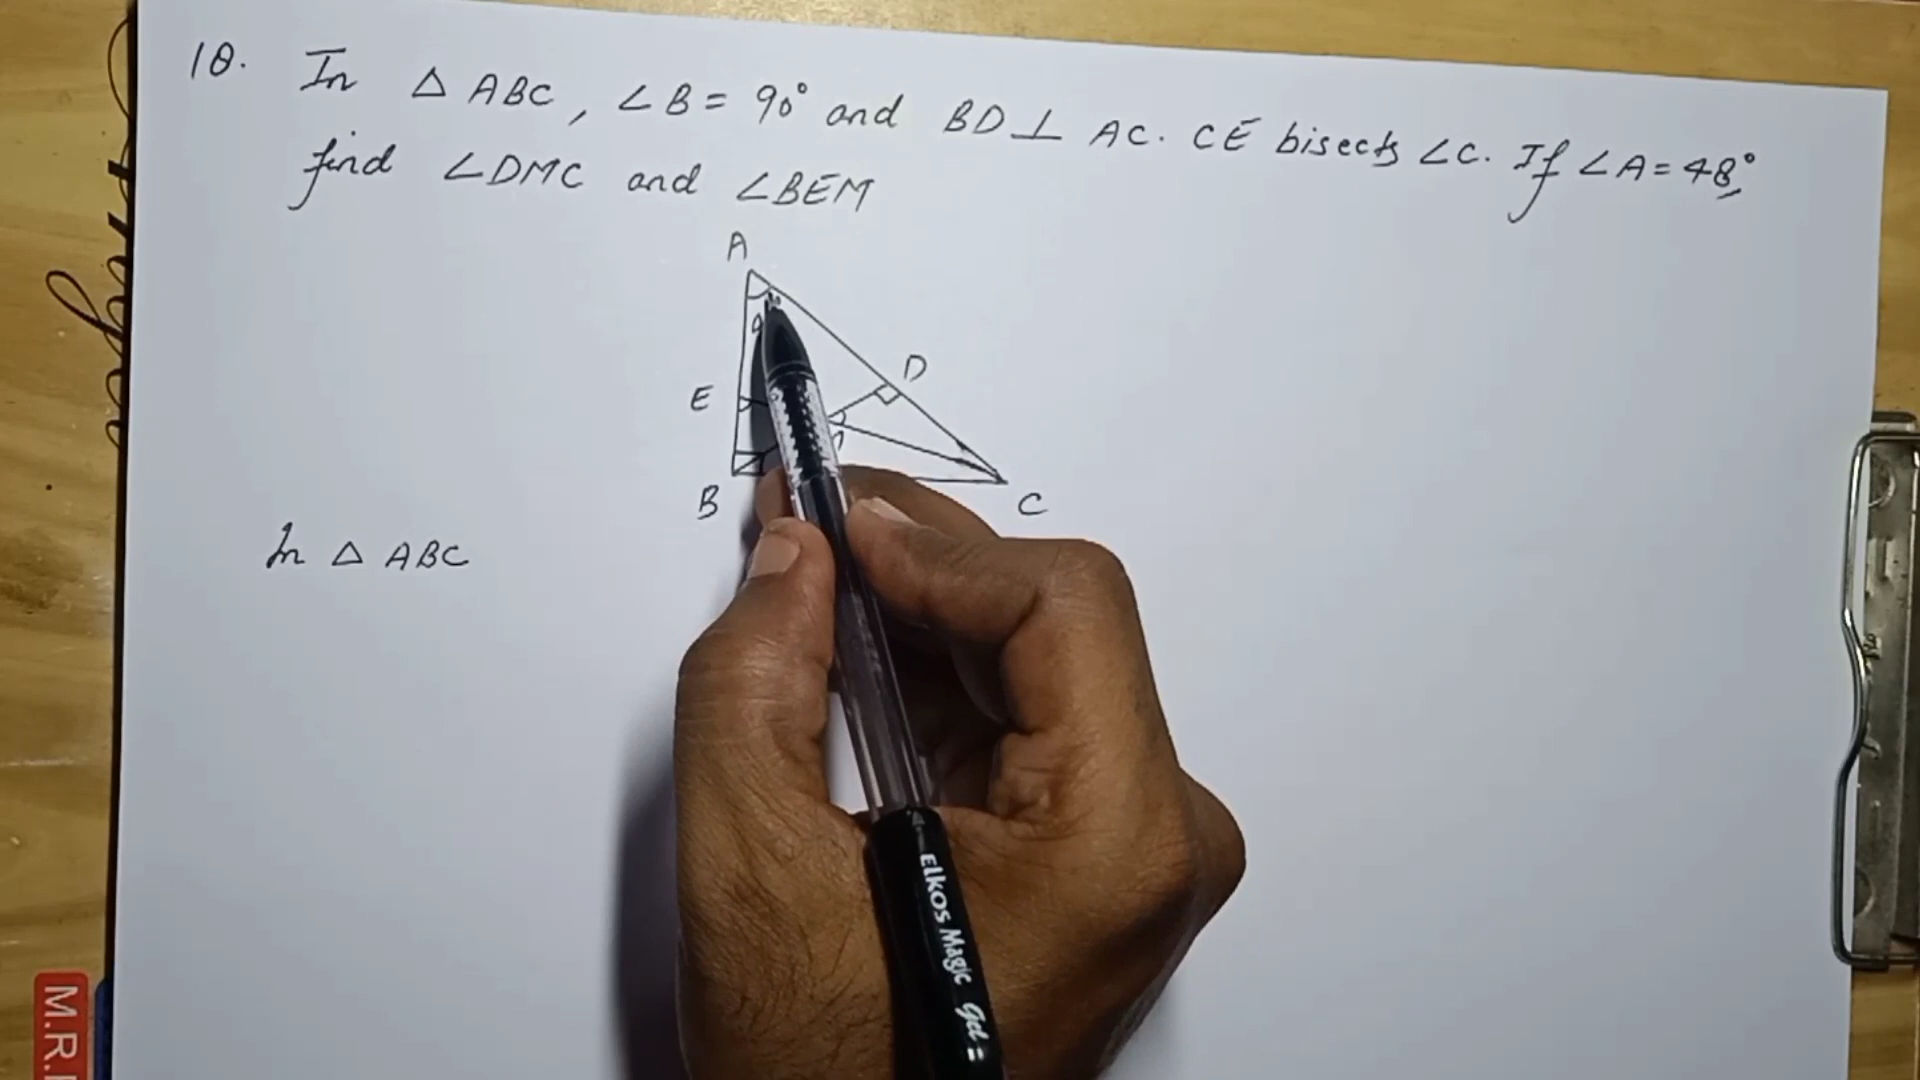 10. In △ ABC, ∠B = 90° and BD ⊥ AC. CE bisects ∠C. If ∠A = 48°,
find ∠DMC and ∠BEM
A
D
E
B
C
In △ ABC
Elkos Magic Gel
M.R.